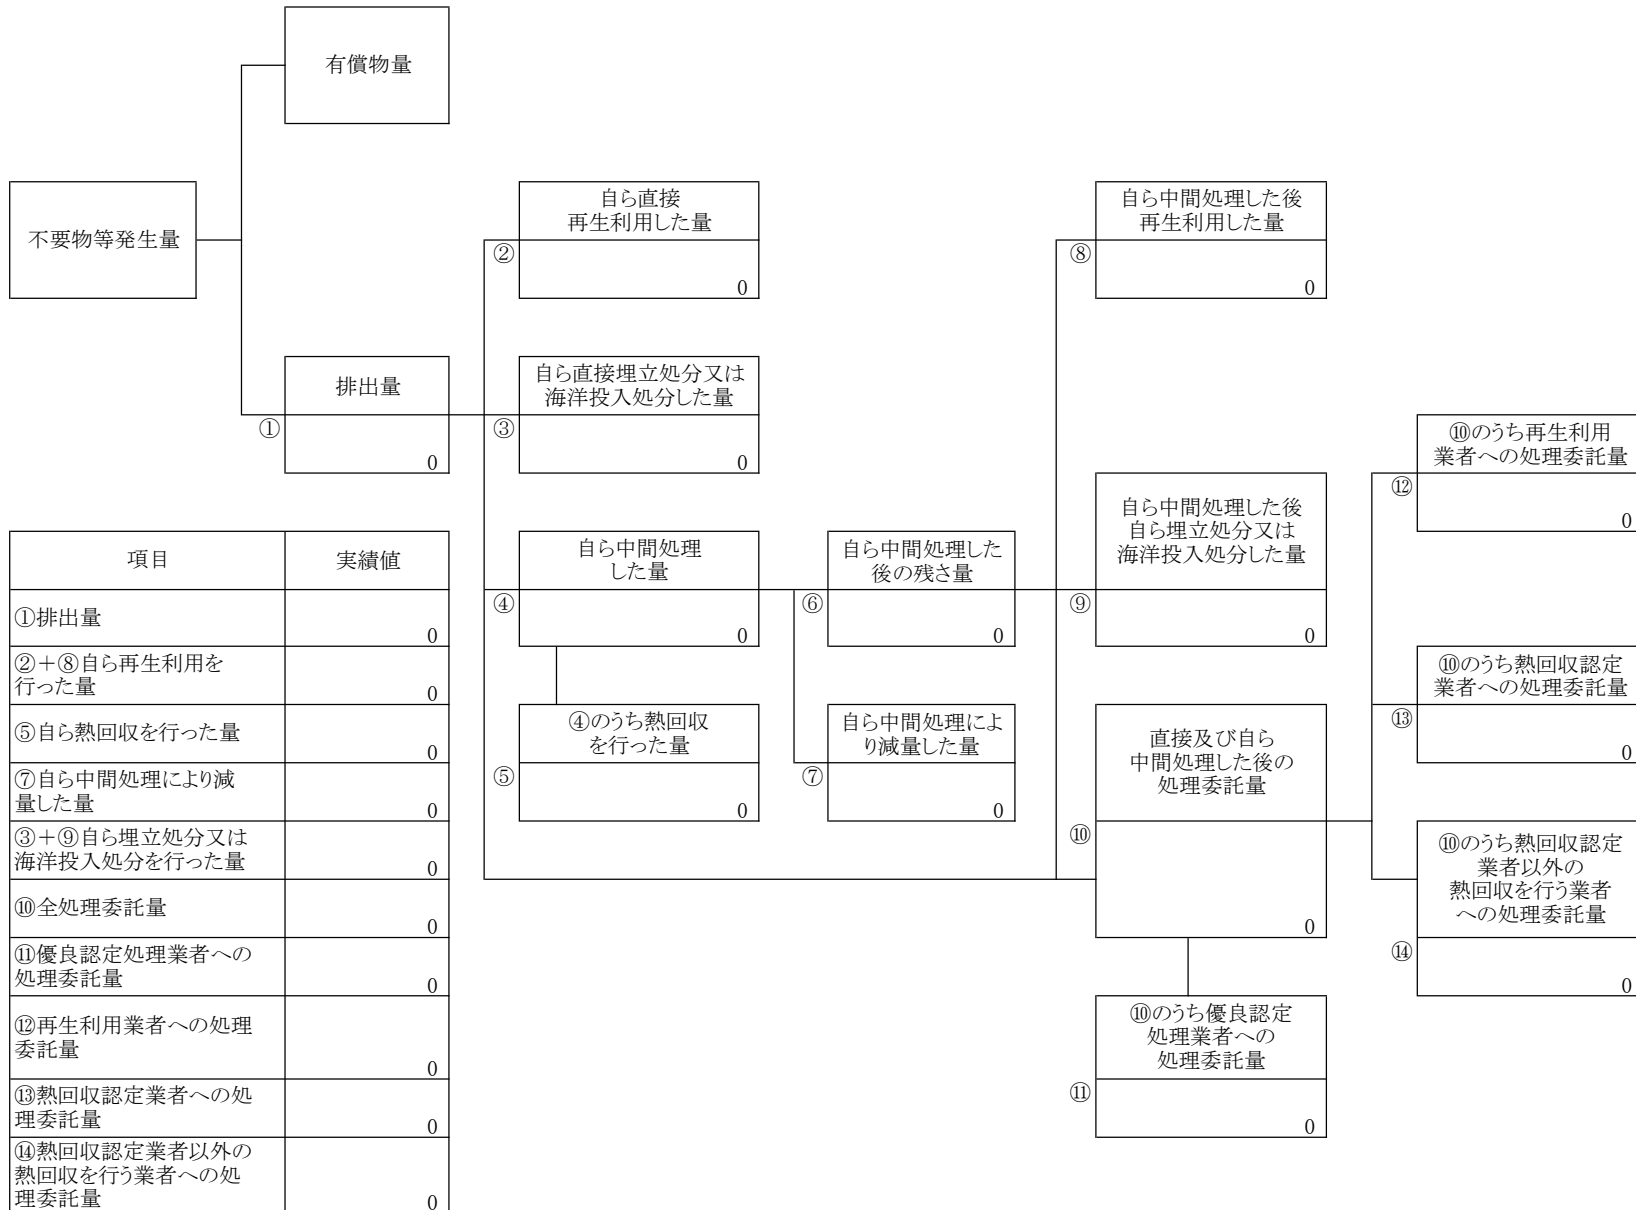 有償物量
不要物等発生量
自ら直接
再生利用した量
②
0
自ら中間処理した後
再生利用した量
⑧
0
排出量
①
0
自ら直接埋立処分又は
海洋投入処分した量
③
0
⑩のうち再生利用
業者への処理委託量
⑫
0
自ら中間処理した後
自ら埋立処分又は
海洋投入処分した量
⑨
0
自ら中間処理
した量
④
0
自ら中間処理した
後の残さ量
⑥
0
⑩のうち熱回収認定
業者への処理委託量
⑬
0
④のうち熱回収
を行った量
⑤
0
自ら中間処理によ
り減量した量
⑦
0
直接及び自ら
中間処理した後の
処理委託量
⑩
0
⑩のうち熱回収認定
業者以外の
熱回収を行う業者
への処理委託量
⑭
0
⑩のうち優良認定
処理業者への
処理委託量
⑪
0
項目 実績値
①排出量
0
②+⑧自ら再生利用を
行った量 0
⑤自ら熱回収を行った量
0
⑦自ら中間処理により減
量した量 0
③+⑨自ら埋立処分又は
海洋投入処分を行った量 0
⑩全処理委託量
0
⑪優良認定処理業者への
処理委託量 0
⑫再生利用業者への処理
委託量
0
⑬熱回収認定業者への処
理委託量 0
⑭熱回収認定業者以外の
熱回収を行う業者への処
理委託量 0